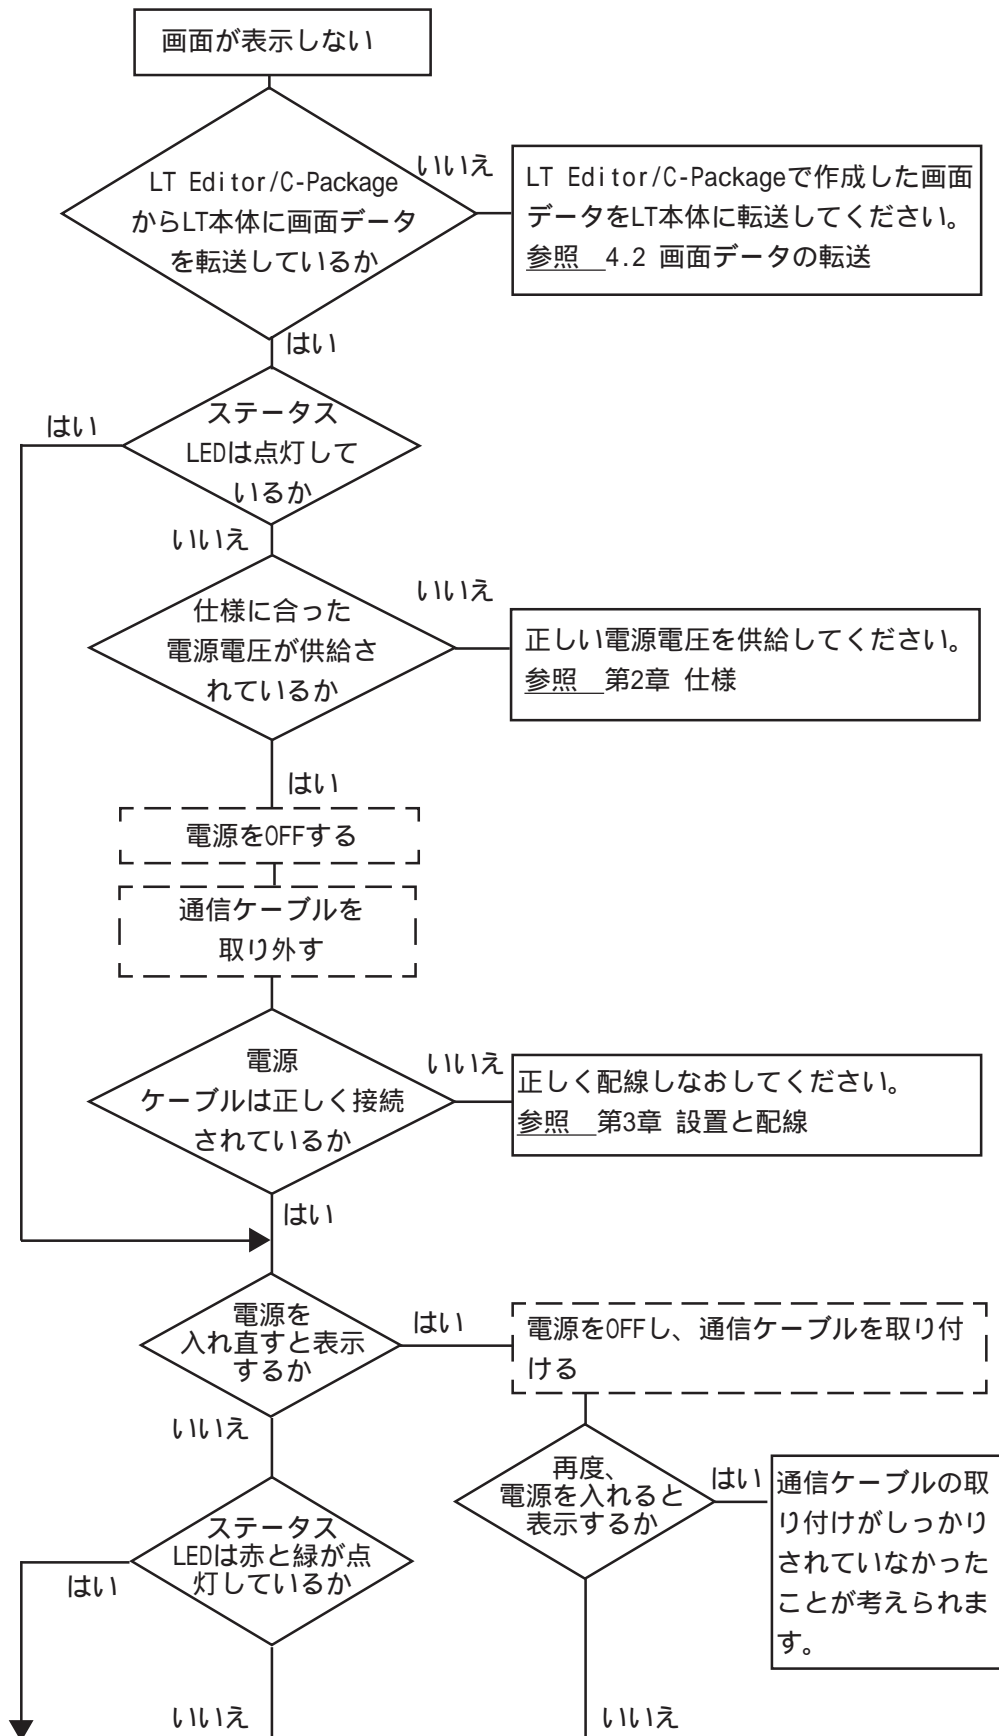 画面が表示しない
LT Editor/C-Package
からLT本体に画面データ
を転送しているか
いいえ
LT Editor/C-Packageで作成した画面
データをLT本体に転送してください。
参照 4.2 画面データの転送
はい
ステータス
LEDは点灯して
いるか
はい
いいえ
仕様に合った
電源電圧が供給さ
れているか
いいえ
正しい電源電圧を供給してください。
参照 第2章 仕様
はい
電源をOFFする
通信ケーブルを
取り外す
電源
ケーブルは正しく接続
されているか
いいえ
正しく配線しなおしてください。
参照 第3章 設置と配線
はい
電源を
入れ直すと表示
するか
はい
電源をOFFし、通信ケーブルを取り付
ける
いいえ
再度、
電源を入れると
表示するか
はい
通信ケーブルの取
り付けがしっかり
されていなかった
ことが考えられま
す。
ステータス
LEDは赤と緑が点
灯しているか
はい
いいえ
いいえ